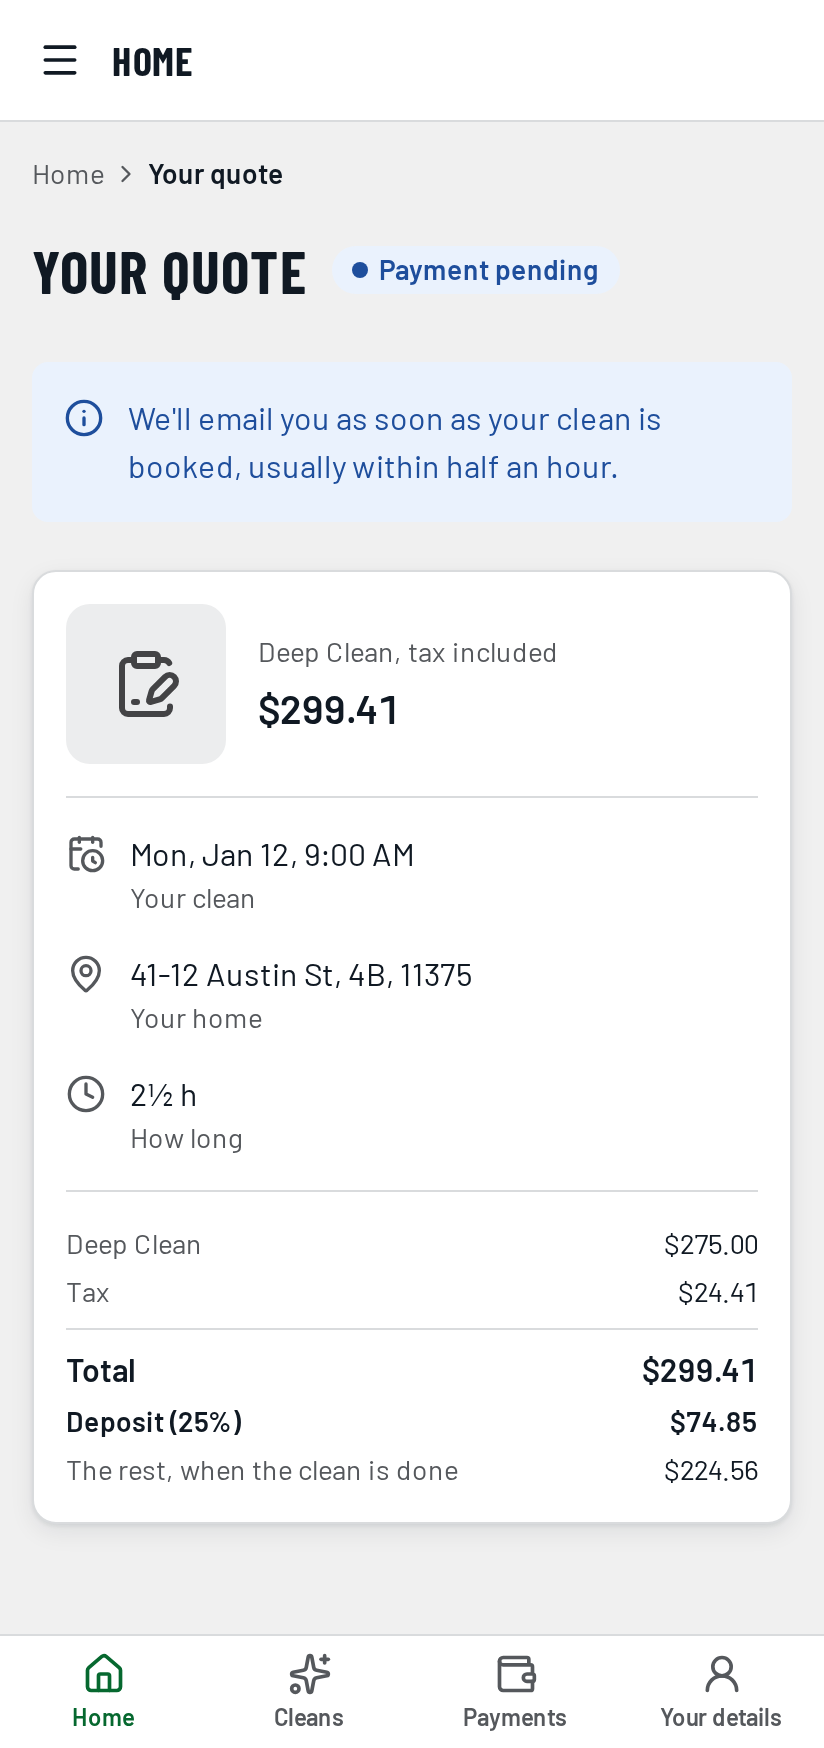 HOME
Home > Your quote
YOUR QUOTE
Payment pending
We'll email you as soon as your clean is
booked, usually within half an hour.
Deep Clean, tax included
$299.41
Mon, Jan 12, 9:00 AM
Your clean
41-12 Austin St, 4B, 11375
Your home
2½ h
How long
Deep Clean $275.00
Tax $24.41
Total $299.41
Deposit (25%) $74.85
The rest, when the clean is done $224.56
Home Cleans Payments Your details